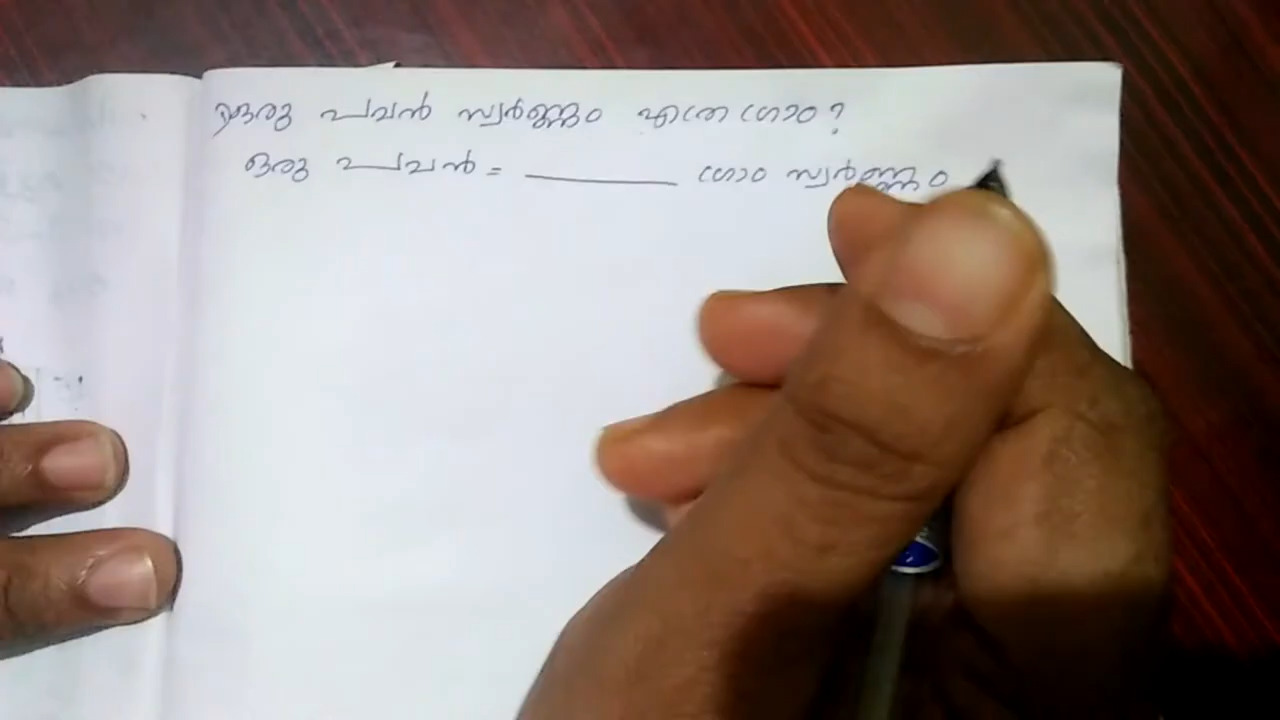 ഒരു പവൻ സ്വർണ്ണം എത്ര ഗ്രാം?
ഒരു പവൻ = ______ ഗ്രാം സ്വർണ്ണം